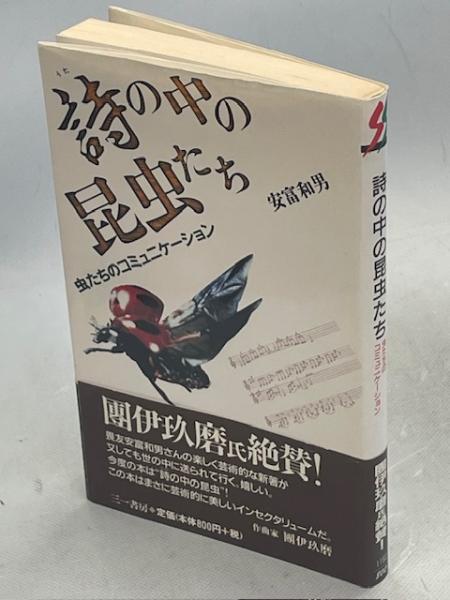 うた
詩の中の
昆虫たち
安富和男
虫たちのコミュニケーション
團伊玖磨氏絶賛!
畏友安富和男さんの楽しく芸術的な新著が
又しても世の中に送られて行く、嬉しい。
今度の本は“詩の中の昆虫”!
この本はまさに芸術的に美しいインセクタリュームだ。
作曲家 團伊玖磨
三一書房◆定価(本体800円+税)
詩の中の昆虫たち
虫たちの
コミュニケーション
團伊玖磨氏絶賛!